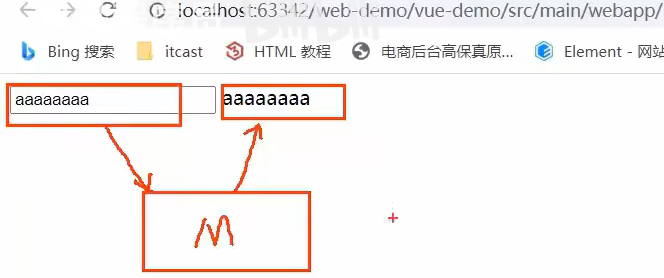 localhost:63342/web-demo/vue-demo/src/main/webapp/
Bing 搜索 itcast HTML 教程 电商后台高保真原... Element - 网站
aaaaaaaa aaaaaaaa
M